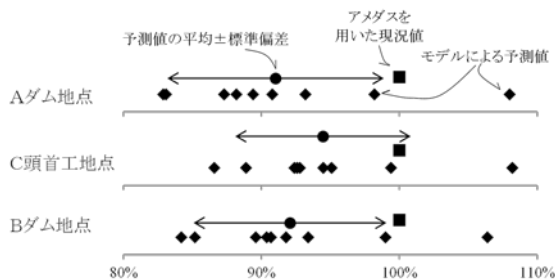 予測値の平均±標準偏差
アメダスを
用いた現況値
モデルによる予測値
Aダム地点
C頭首工地点
Bダム地点
80% 90% 100% 110%